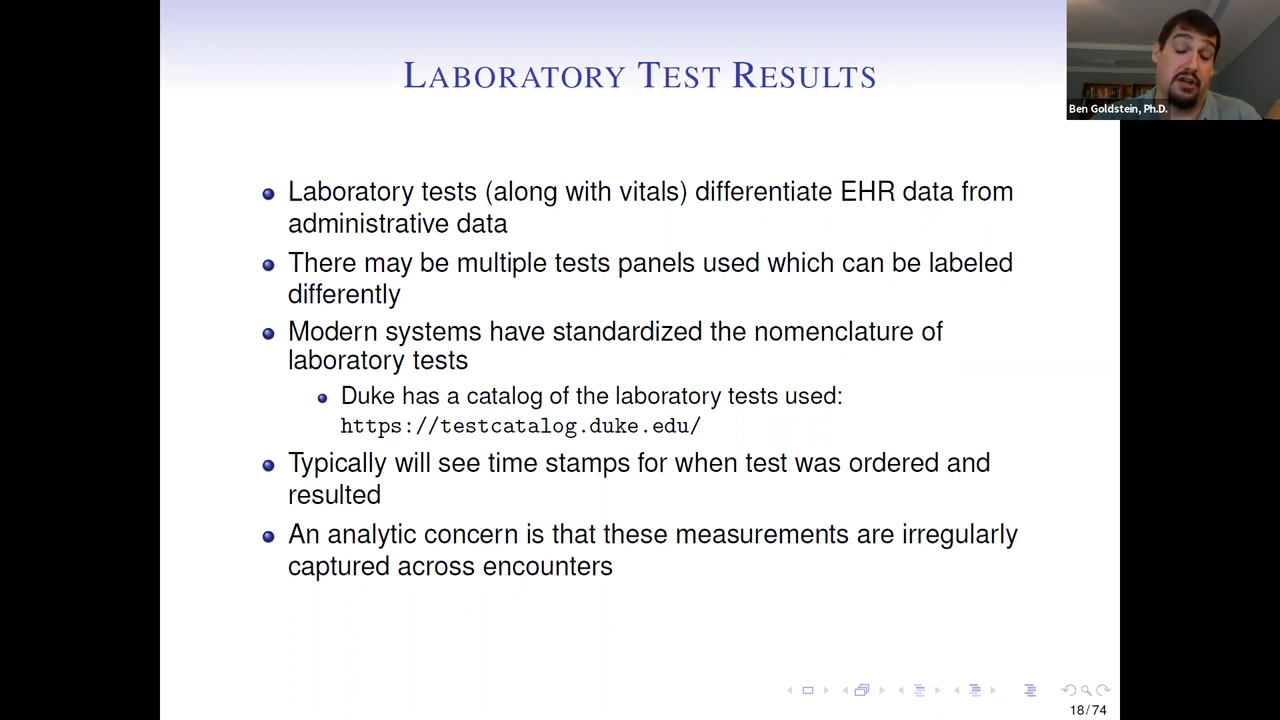 LABORATORY TEST RESULTS
Ben Goldstein, Ph.D.
Laboratory tests (along with vitals) differentiate EHR data from
administrative data
There may be multiple tests panels used which can be labeled
differently
Modern systems have standardized the nomenclature of
laboratory tests
Duke has a catalog of the laboratory tests used:
https://testcatalog.duke.edu/
Typically will see time stamps for when test was ordered and
resulted
An analytic concern is that these measurements are irregularly
captured across encounters
18/74